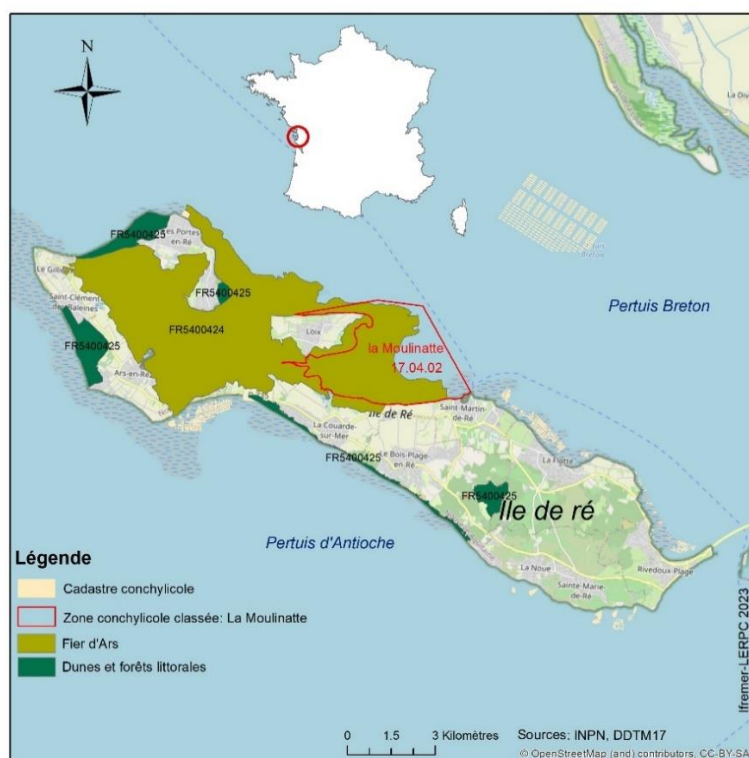 N
La Div
Pertuis Breton
FR5400425
Les Portes
en-Ré
Le Gill
FR5400425
Saint-Clément
des-Baleines
FR5400424
Loix
la Moulinatte
17.04.02
FR5400425
Ars-en-Ré
Ile de Ré
Saint-Martin
de-Ré
La Couarde
sur-Mer
Le Bois-Plage
en-Ré
La Flotte
FR5400425
FR5400425
Ile de ré
Pertuis d'Antioche
La Noue
Rivedoux-Plage
Sainte-Marie
de-Ré
Légende
Cadastre conchylicole
Zone conchylicole classée: La Moulinatte
Fier d'Ars
Dunes et forêts littorales
0 1.5 3 Kilomètres
Sources: INPN, DDTM17
© OpenStreetMap (and) contributors, CC-BY-SA
Ifremer-LERPC 2023